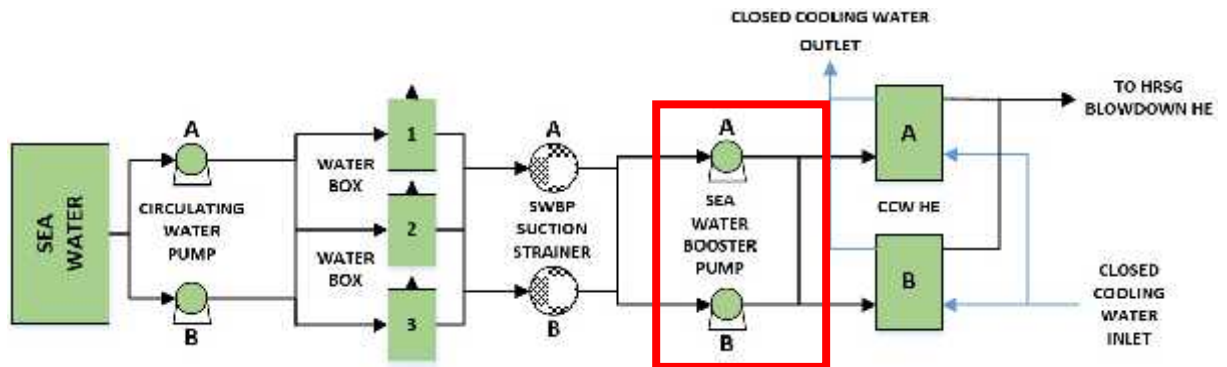 SEA
WATER
A
CIRCULATING
WATER
PUMP
B
WATER
BOX
WATER
BOX
1
2
3
A
SWBP
SUCTION
STRAINER
B
A
SEA
WATER
BOOSTER
PUMP
B
CLOSED COOLING WATER
OUTLET
A
CCW HE
B
TO HRSG
BLOWDOWN HE
CLOSED
COOLING
WATER
INLET